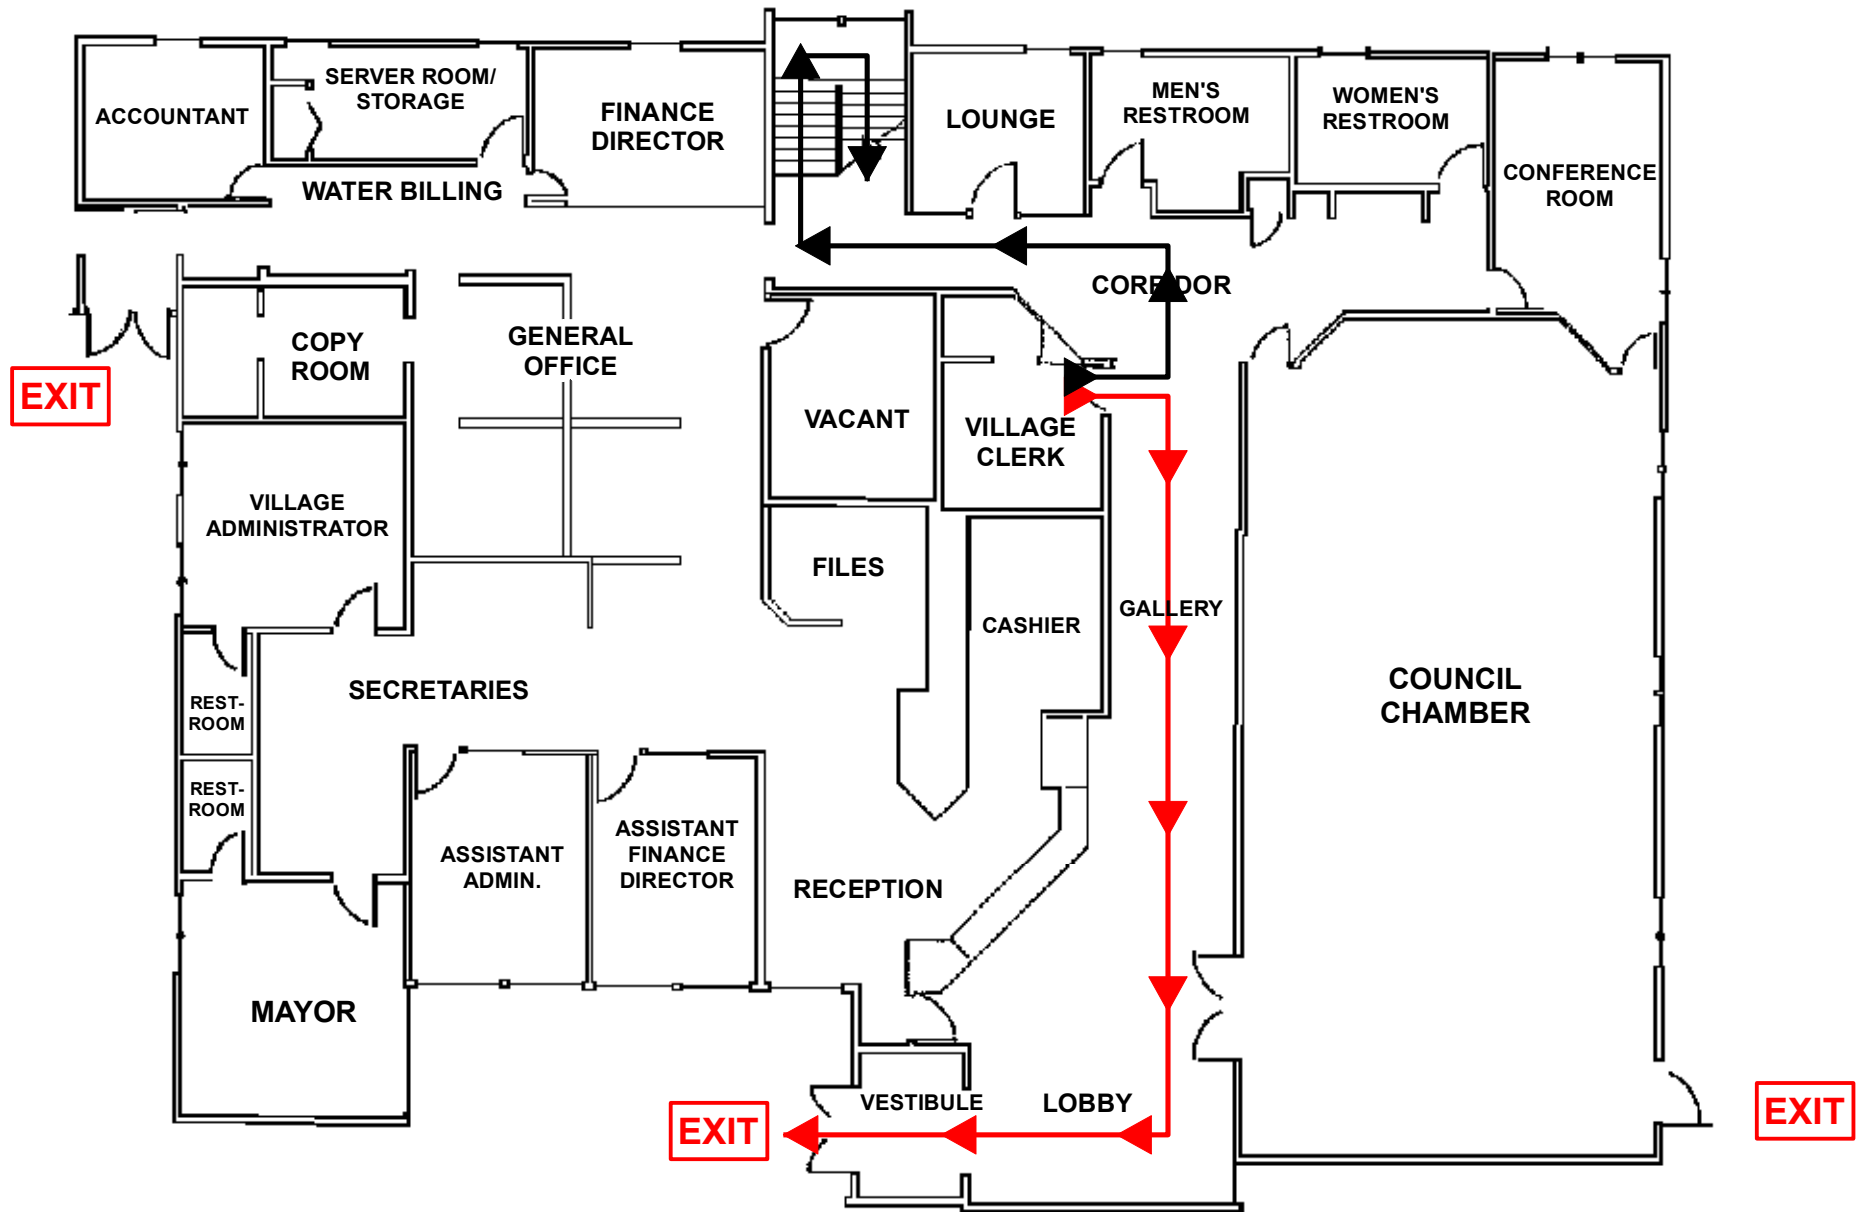 SERVER ROOM/
STORAGE
ACCOUNTANT
FINANCE
DIRECTOR
LOUNGE
MEN'S
RESTROOM
WOMEN'S
RESTROOM
CONFERENCE
ROOM
WATER BILLING
CORRIDOR
COPY
ROOM
GENERAL
OFFICE
EXIT
VACANT
VILLAGE
CLERK
VILLAGE
ADMINISTRATOR
FILES
CASHIER
GALLERY
COUNCIL
CHAMBER
SECRETARIES
REST-
ROOM
REST-
ROOM
ASSISTANT
ADMIN.
ASSISTANT
FINANCE
DIRECTOR
RECEPTION
MAYOR
VESTIBULE
LOBBY
EXIT
EXIT